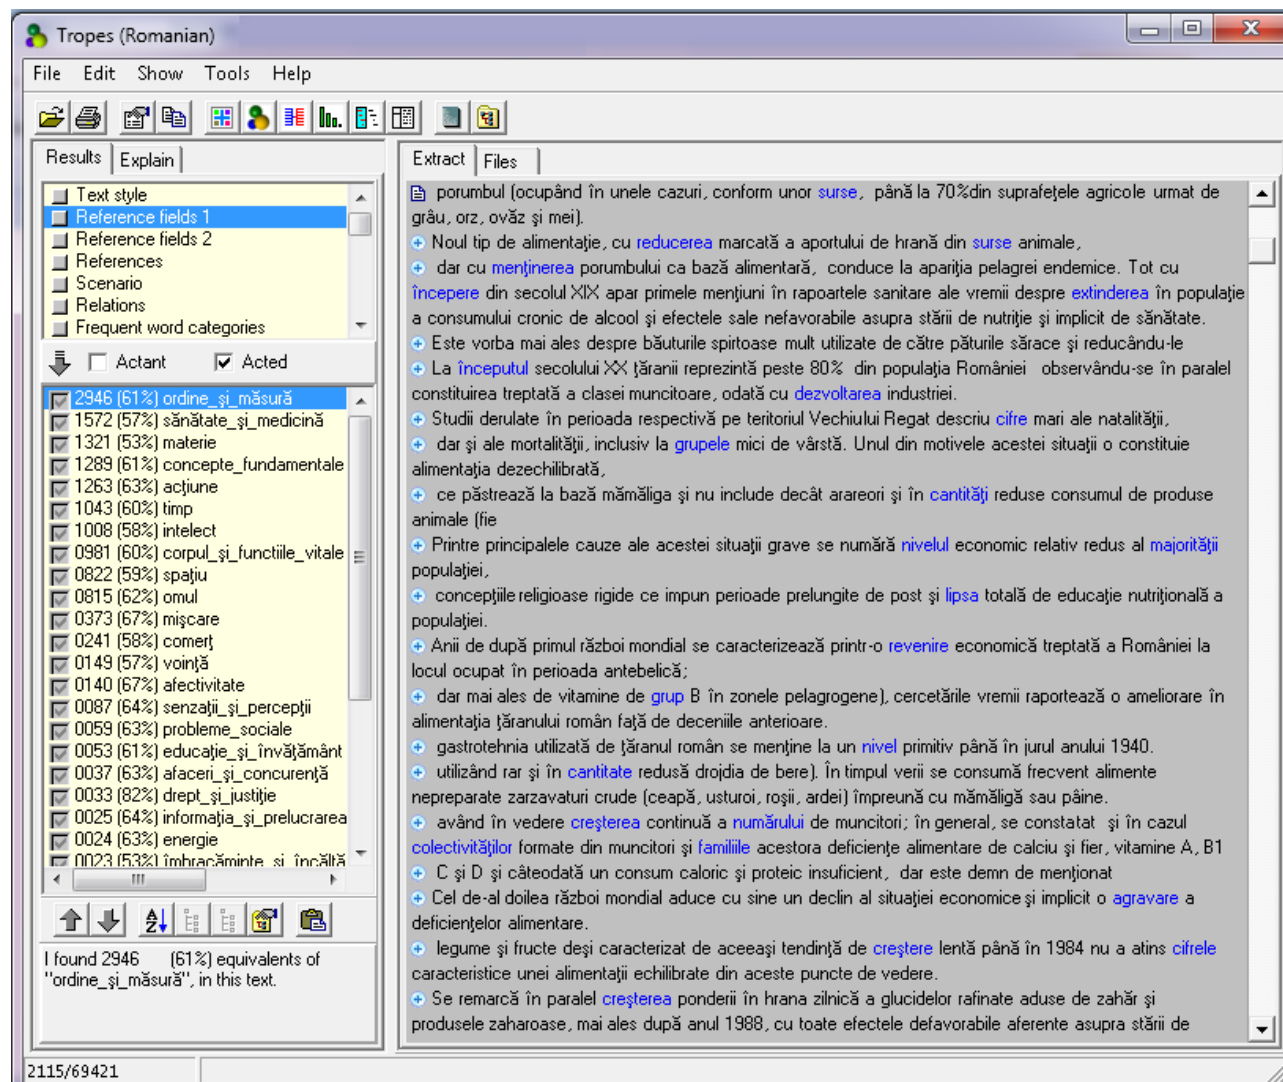 Tropes (Romanian)
File Edit Show Tools Help
Results Explain
Text style
Reference fields 1
Reference fields 2
References
Scenario
Relations
Frequent word categories
Actant Acted
2946 (61%) ordine_şi_măsură
1572 (57%) sănătate_şi_medicină
1321 (53%) materie
1289 (61%) concepte_fundamentale
1263 (63%) acţiune
1043 (60%) timp
1008 (58%) intelect
0981 (60%) corpul_şi_functiile_vitale
0822 (59%) spaţiu
0815 (62%) omul
0373 (67%) mişcare
0241 (58%) comerţ
0149 (57%) voinţă
0140 (67%) afectivitate
0087 (64%) senzaţii_şi_percepţii
0059 (63%) probleme_sociale
0053 (61%) educaţie_şi_învăţământ
0037 (63%) afaceri_şi_concurenţă
0033 (82%) drept_şi_justiţie
0025 (64%) informaţia_şi_prelucrarea
0024 (63%) energie
0023 (53%) îmbracăminte_si_încăltă
I found 2946 (61%) equivalents of
"ordine_şi_măsură", in this text.
Extract Files
porumbul (ocupând în unele cazuri, conform unor surse, până la 70%din suprafeţele agricole urmat de
grâu, orz, ovăz şi mei).
Noul tip de alimentaţie, cu reducerea marcată a aportului de hrană din surse animale,
dar cu menţinerea porumbului ca bază alimentară, conduce la apariţia pelagrei endemice. Tot cu
începere din secolul XIX apar primele menţiuni în rapoartele sanitare ale vremii despre extinderea în populaţie
a consumului cronic de alcool şi efectele sale nefavorabile asupra stării de nutriţie şi implicit de sănătate.
Este vorba mai ales despre băuturile spirtoase mult utilizate de către păturile sărace şi reducându-le
La începutul secolului XX ţăranii reprezintă peste 80% din populaţia României observându-se în paralel
constituirea treptată a clasei muncitoare, odată cu dezvoltarea industriei.
Studii derulate în perioada respectivă pe teritoriul Vechiului Regat descriu cifre mari ale natalităţii,
dar şi ale mortalităţii, inclusiv la grupele mici de vârstă. Unul din motivele acestei situaţii o constituie
alimentaţia dezechilibrată,
ce păstrează la bază mămăliga şi nu include decât arareori şi în cantităţi reduse consumul de produse
animale (fie
Printre principalele cauze ale acestei situaţii grave se numără nivelul economic relativ redus al majorităţii
populaţiei,
concepţiile religioase rigide ce impun perioade prelungite de post şi lipsa totală de educaţie nutriţională a
populaţiei.
Anii de după primul război mondial se caracterizează printr-o revenire economică treptată a României la
locul ocupat în perioada antebelică;
dar mai ales de vitamine de grup B în zonele pelagrogene), cercetările vremii raportează o ameliorare în
alimentaţia ţăranului român faţă de deceniile anterioare.
gastrotehnia utilizată de ţăranul român se menţine la un nivel primitiv până în jurul anului 1940.
utilizând rar şi în cantitate redusă drojdia de bere). În timpul verii se consumă frecvent alimente
nepreparate zarzavaturi crude (ceapă, usturoi, roşii, ardei) împreună cu mămăligă sau pâine.
având în vedere creşterea continuă a numărului de muncitori; în general, se constatat şi în cazul
colectivităţilor formate din muncitori şi familiile acestora deficienţe alimentare de calciu şi fier, vitamine A, B1
C şi D şi câteodată un consum caloric şi proteic insuficient, dar este demn de menţionat
Cel de-al doilea război mondial aduce cu sine un declin al situaţiei economice şi implicit o agravare a
deficienţelor alimentare.
legume şi fructe deşi caracterizat de aceeaşi tendinţă de creştere lentă până în 1984 nu a atins cifrele
caracteristice unei alimentaţii echilibrate din aceste puncte de vedere.
Se remarcă în paralel creşterea ponderii în hrana zilnică a glucidelor rafinate aduse de zahăr şi
produsele zaharoase, mai ales după anul 1988, cu toate efectele defavorabile aferente asupra stării de
2115/69421